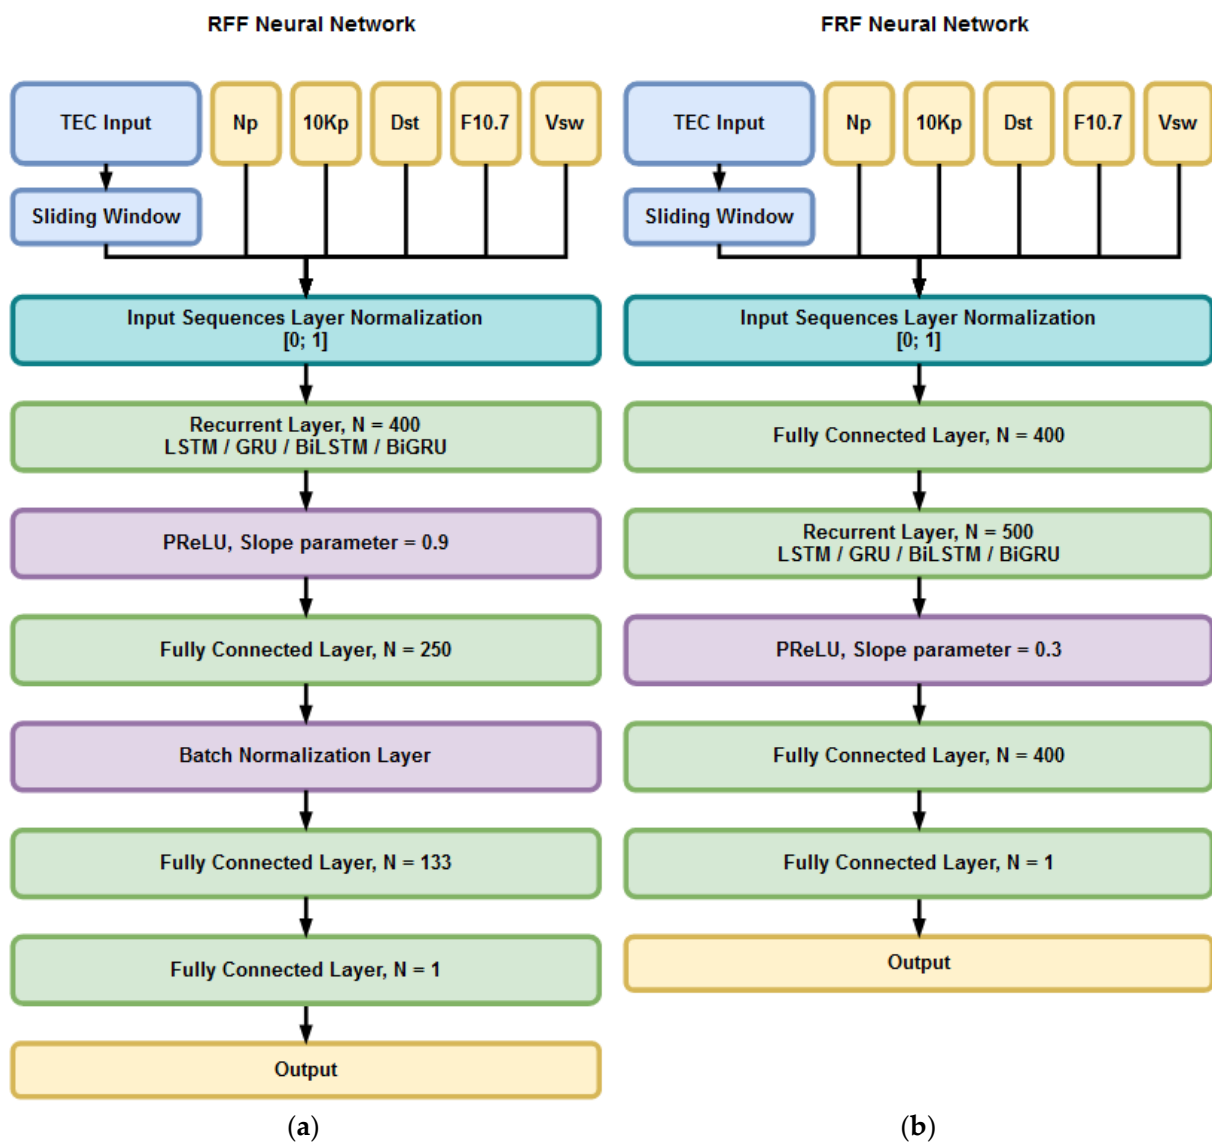 RFF Neural Network
TEC Input
Np
10Kp
Dst
F10.7
Vsw
Sliding Window
Input Sequences Layer Normalization
[0; 1]
Recurrent Layer, N = 400
LSTM / GRU / BiLSTM / BiGRU
PReLU, Slope parameter = 0.9
Fully Connected Layer, N = 250
Batch Normalization Layer
Fully Connected Layer, N = 133
Fully Connected Layer, N = 1
Output
(a)
FRF Neural Network
TEC Input
Np
10Kp
Dst
F10.7
Vsw
Sliding Window
Input Sequences Layer Normalization
[0; 1]
Fully Connected Layer, N = 400
Recurrent Layer, N = 500
LSTM / GRU / BiLSTM / BiGRU
PReLU, Slope parameter = 0.3
Fully Connected Layer, N = 400
Fully Connected Layer, N = 1
Output
(b)